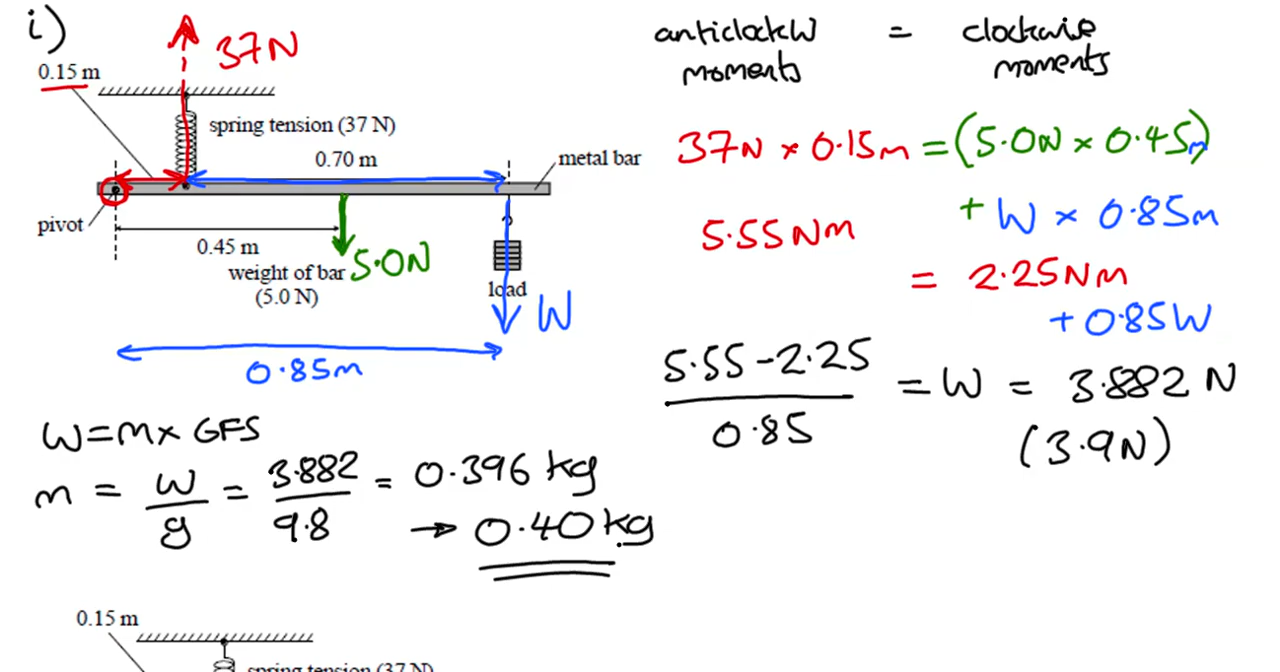 i)
37N
0.15 m
spring tension (37 N)
0.70 m
metal bar
pivot
0.45 m
weight of bar
(5.0 N)
5.0N
load
W
0.85m
W=m× GFS
m = W/g = 3.882/9.8 = 0.396 kg
→ 0.40kg
anticlockW = clockwise
moments moments
37N × 0.15m = (5.0N × 0.45m)
+ W × 0.85m
5.55Nm
= 2.25Nm
+ 0.85W
5.55-2.25/0.85 = W = 3.882 N
(3.9N)
0.15 m
spring tension (37 N)